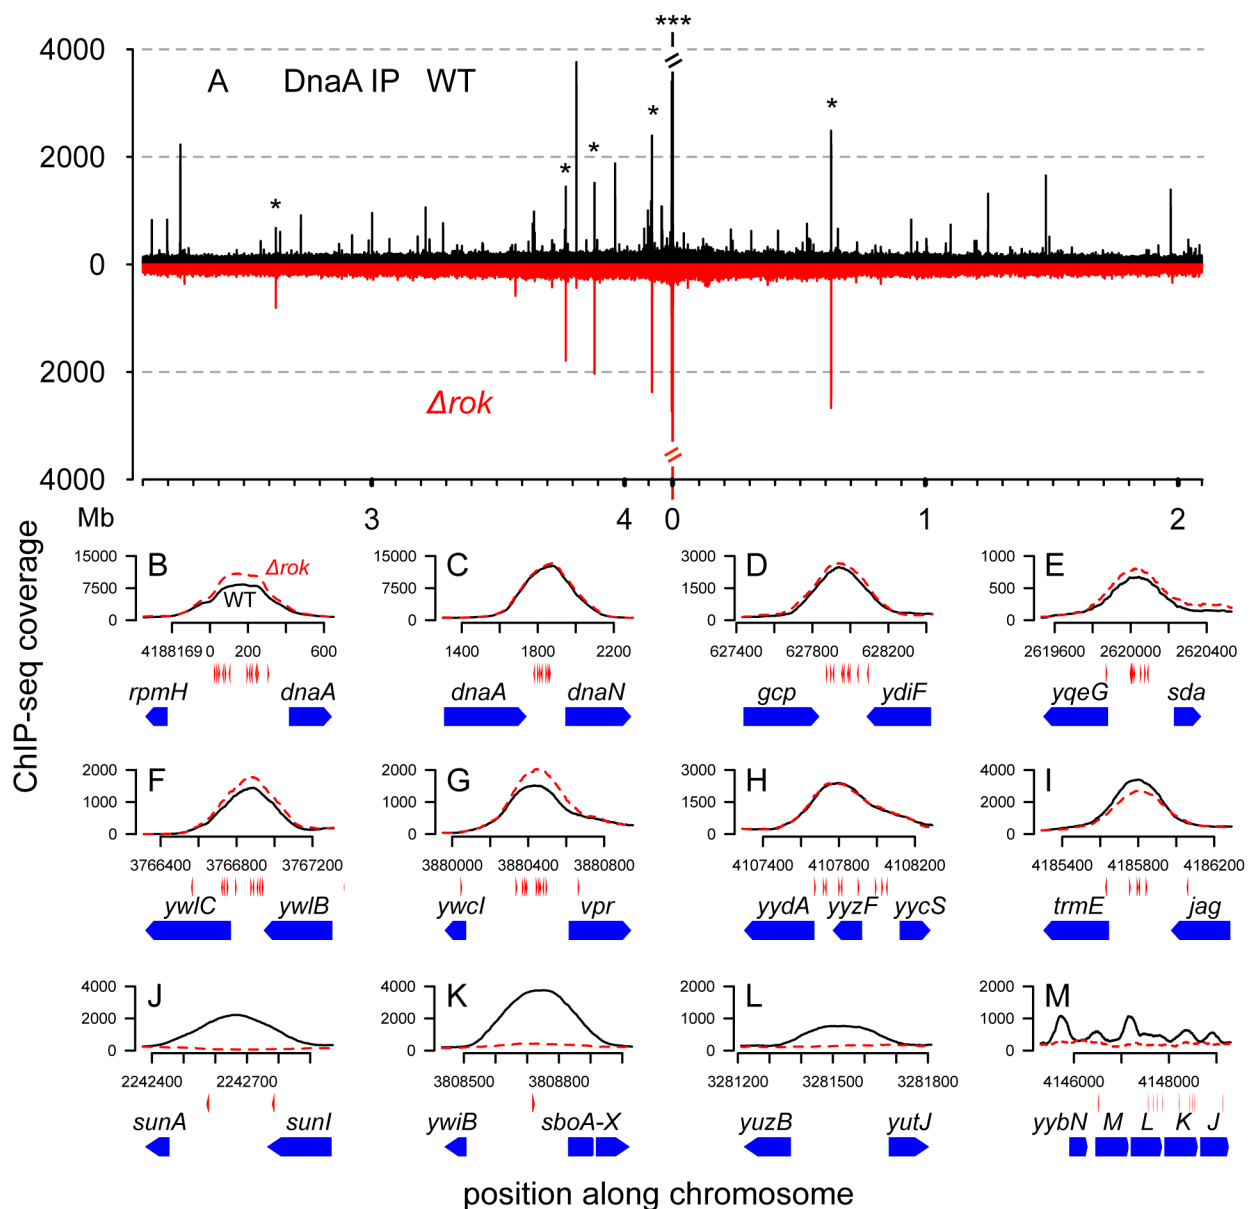 ***
4000
A DnaA IP WT
*
*
*
*
*
2000
0
2000
Δrok
4000
Mb 3 4 0 1 2
ChIP-seq coverage
B
15000
7500
0
Δrok
WT
4188169 0 200 600
rpmH dnaA
C
15000
7500
0
1400 1800 2200
dnaA dnaN
D
3000
1500
0
627400 627800 628200
gcp ydiF
E
1000
500
0
2619600 2620000 2620400
yqeG sda
F
2000
1000
0
3766400 3766800 3767200
ywlC ywlB
G
2000
1000
0
3880000 3880400 3880800
ywcI vpr
H
3000
1500
0
4107400 4107800 4108200
yydA yyzF yycS
I
4000
2000
0
4185400 4185800 4186200
trmE jag
J
4000
2000
0
2242400 2242700
sunA sunI
K
4000
2000
0
3808500 3808800
ywiB sboA-X
L
2000
1000
0
3281200 3281500 3281800
yuzB yutJ
M
2000
1000
0
4146000 4148000
yybN M L K J
position along chromosome